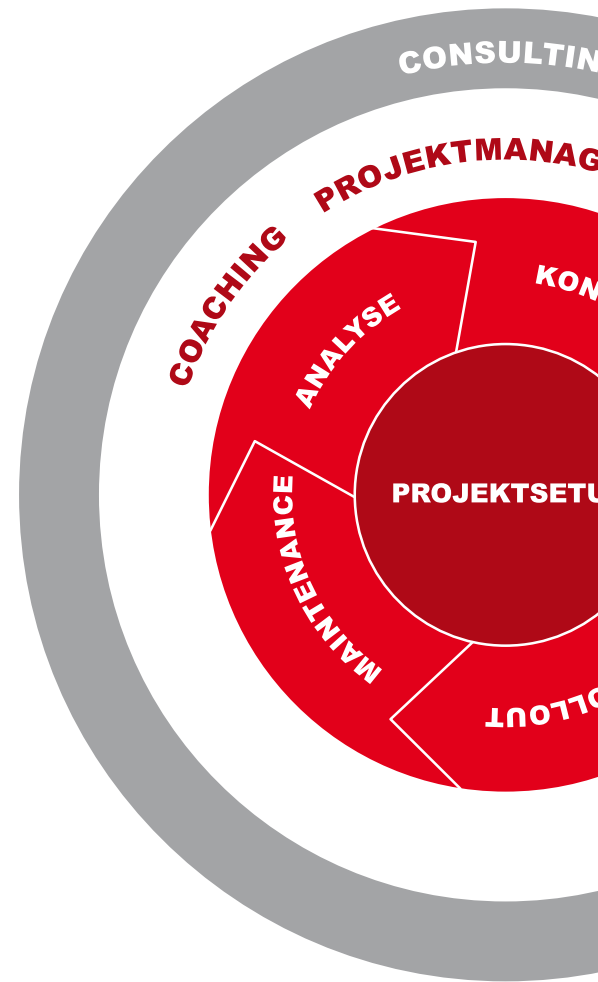 CONSULTIN
COACHING
PROJEKTMANAG
ANALYSE
KON
PROJEKTSETU
MAINTENANCE
OLLOUT